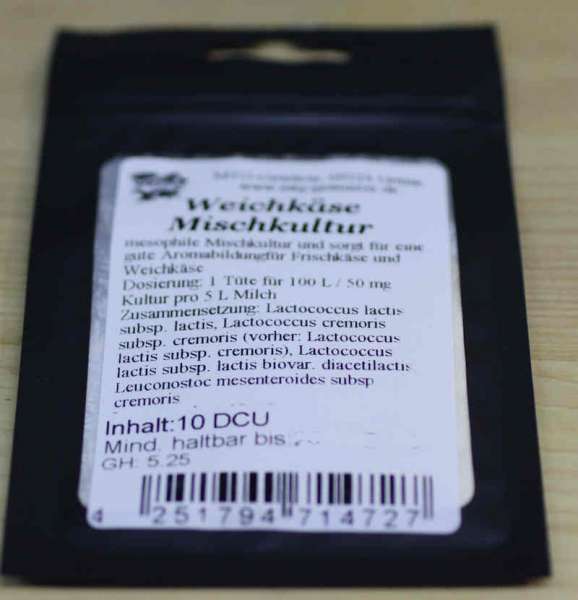 Weichkäse
Mischkultur
mesophile Mischkultur und sorgt für eine
gute Aromabildungfür Frischkäse und
Weichkäse
Dosierung: 1 Tüte für 100 L / 50 mg
Kultur pro 5 L Milch
Zusammensetzung: Lactococcus lactis
subsp. lactis, Lactococcus cremoris
subsp. cremoris (vorher: Lactococcus
lactis subsp. cremoris), Lactococcus
lactis subsp. lactis biovar. diacetilactis
Leuconostoc mesenteroides subsp
cremoris
Inhalt:10 DCU
Mind. haltbar bis
GH: 5.25
4 251794 714727